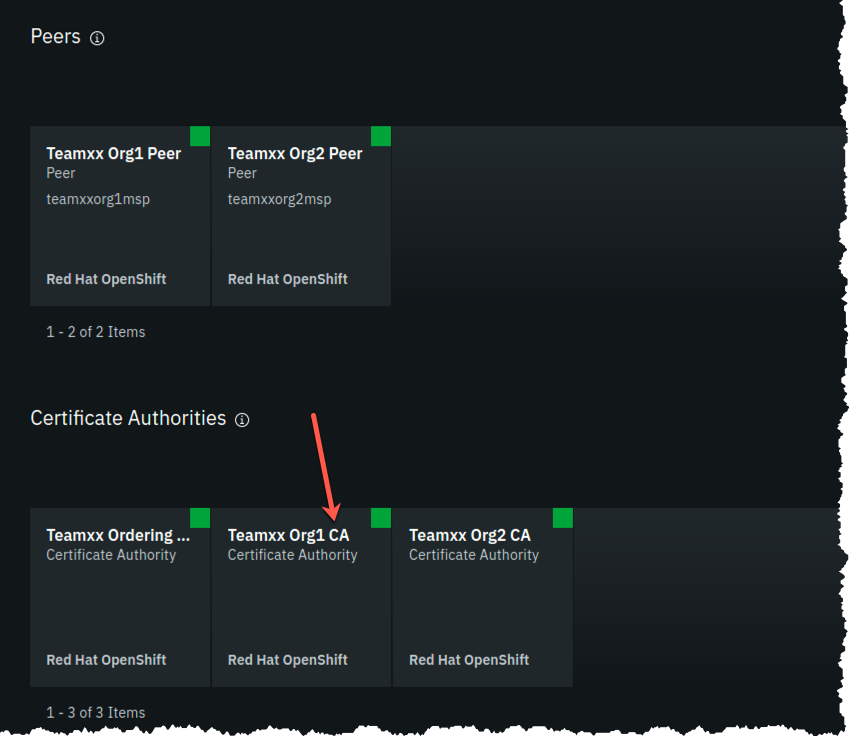 Peers
Teamxx Org1 Peer
Peer
teamxxorg1msp
Red Hat OpenShift
Teamxx Org2 Peer
Peer
teamxxorg2msp
Red Hat OpenShift
1 - 2 of 2 Items
Certificate Authorities
Teamxx Ordering ...
Certificate Authority
Red Hat OpenShift
Teamxx Org1 CA
Certificate Authority
Red Hat OpenShift
Teamxx Org2 CA
Certificate Authority
Red Hat OpenShift
1 - 3 of 3 Items